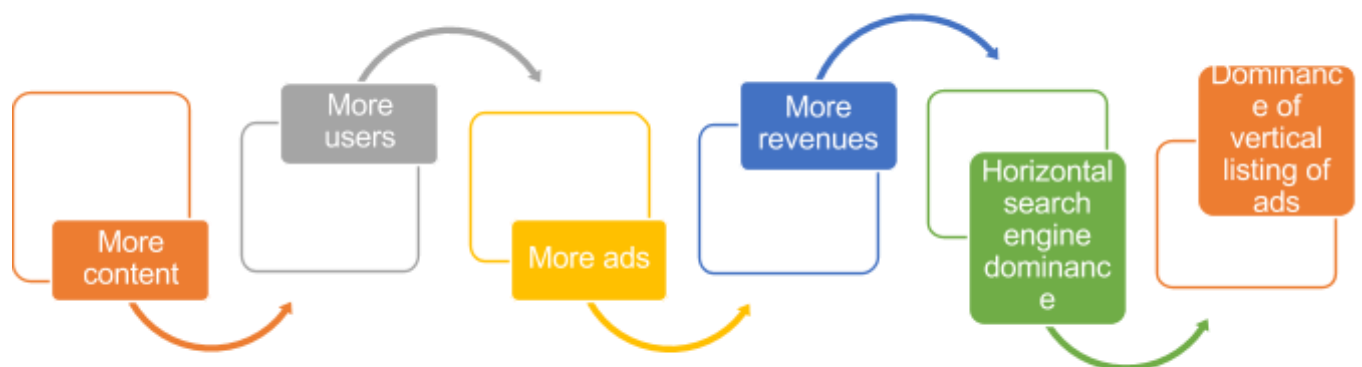 More
content
More
users
More ads
More
revenues
Horizontal
search
engine
dominanc
e
Dominanc
e of
vertical
listing of
ads